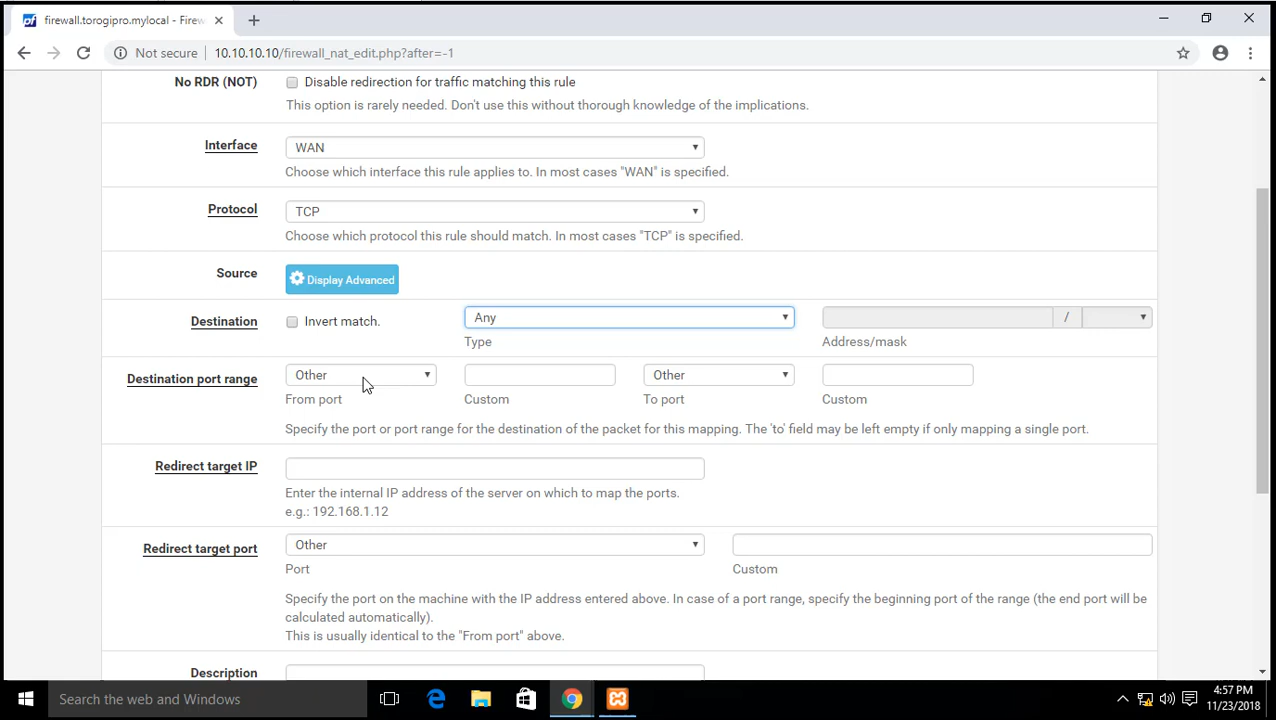 firewall.torogipro.mylocal - Firew
Not secure
10.10.10.10/firewall_nat_edit.php?after=-1
No RDR (NOT)
Disable redirection for traffic matching this rule
This option is rarely needed. Don't use this without thorough knowledge of the implications.
Interface
WAN
Choose which interface this rule applies to. In most cases "WAN" is specified.
Protocol
TCP
Choose which protocol this rule should match. In most cases "TCP" is specified.
Source
Display Advanced
Destination
Invert match.
Any
/
Type
Address/mask
Destination port range
Other
Other
From port
Custom
To port
Custom
Specify the port or port range for the destination of the packet for this mapping. The 'to' field may be left empty if only mapping a single port.
Redirect target IP
Enter the internal IP address of the server on which to map the ports.
e.g.: 192.168.1.12
Redirect target port
Other
Port
Custom
Specify the port on the machine with the IP address entered above. In case of a port range, specify the beginning port of the range (the end port will be
calculated automatically).
This is usually identical to the "From port" above.
Description
Search the web and Windows
4:57 PM
11/23/2018